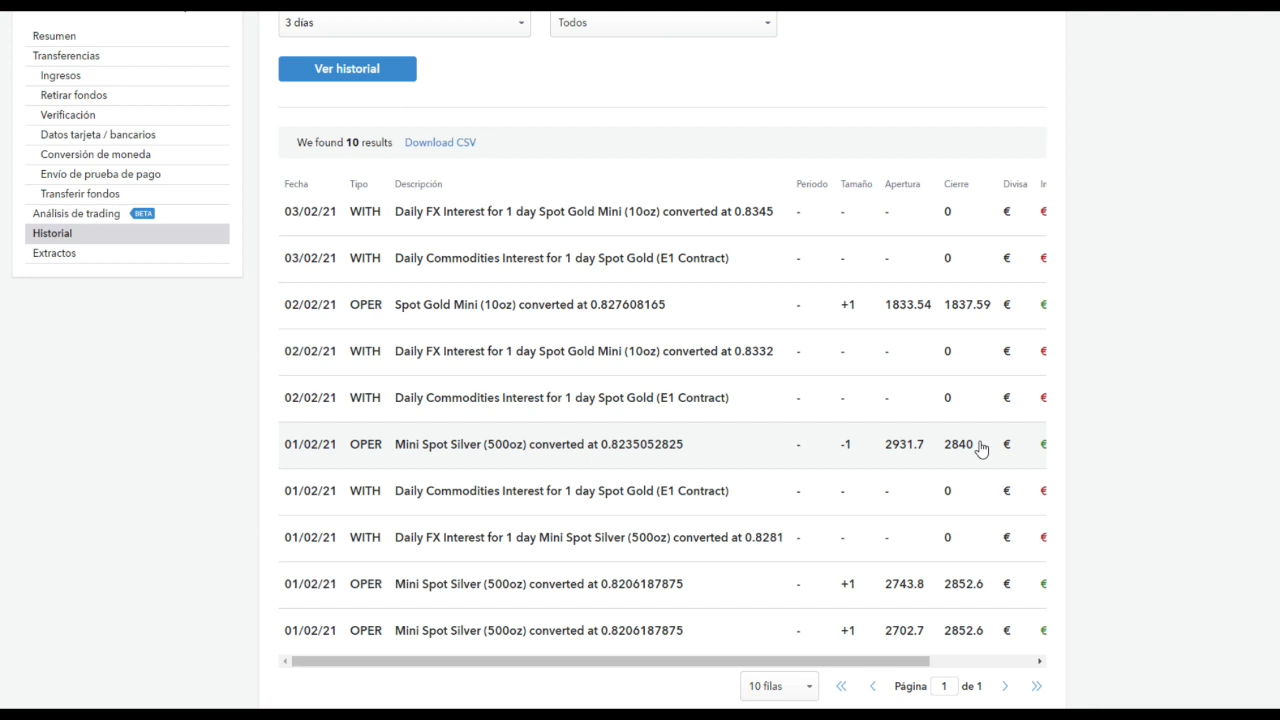 3 días
Todos
Resumen
Transferencias
Ingresos
Retirar fondos
Verificación
Datos tarjeta / bancarios
Conversión de moneda
Envío de prueba de pago
Transferir fondos
Análisis de trading BETA
Historial
Extractos
Ver historial
We found 10 results Download CSV
Fecha Tipo Descripción Periodo Tamaño Apertura Cierre Divisa
03/02/21 WITH Daily FX Interest for 1 day Spot Gold Mini (10oz) converted at 0.8345 - - - 0 € €
03/02/21 WITH Daily Commodities Interest for 1 day Spot Gold (E1 Contract) - - - 0 € €
02/02/21 OPER Spot Gold Mini (10oz) converted at 0.827608165 - +1 1833.54 1837.59 € €
02/02/21 WITH Daily FX Interest for 1 day Spot Gold Mini (10oz) converted at 0.8332 - - - 0 € €
02/02/21 WITH Daily Commodities Interest for 1 day Spot Gold (E1 Contract) - - - 0 € €
01/02/21 OPER Mini Spot Silver (500oz) converted at 0.8235052825 - -1 2931.7 2840 € €
01/02/21 WITH Daily Commodities Interest for 1 day Spot Gold (E1 Contract) - - - 0 € €
01/02/21 WITH Daily FX Interest for 1 day Mini Spot Silver (500oz) converted at 0.8281 - - - 0 € €
01/02/21 OPER Mini Spot Silver (500oz) converted at 0.8206187875 - +1 2743.8 2852.6 € €
01/02/21 OPER Mini Spot Silver (500oz) converted at 0.8206187875 - +1 2702.7 2852.6 € €
10 filas Página 1 de 1